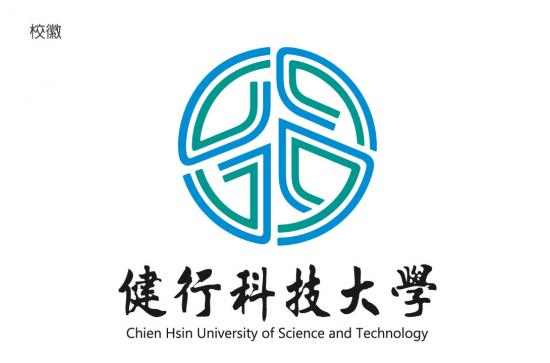 校徽
健行科技大學
Chien Hsin University of Science and Technology